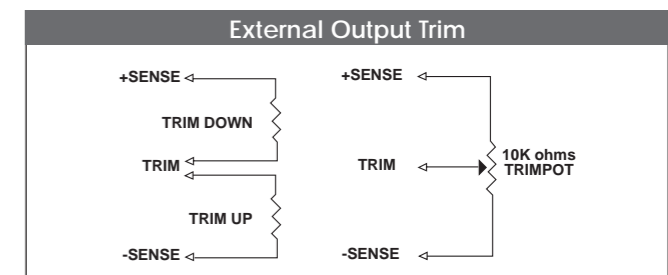 External Output Trim
+SENSE
TRIM DOWN
TRIM
TRIM UP
-SENSE
+SENSE
TRIM
10K ohms
TRIMPOT
-SENSE